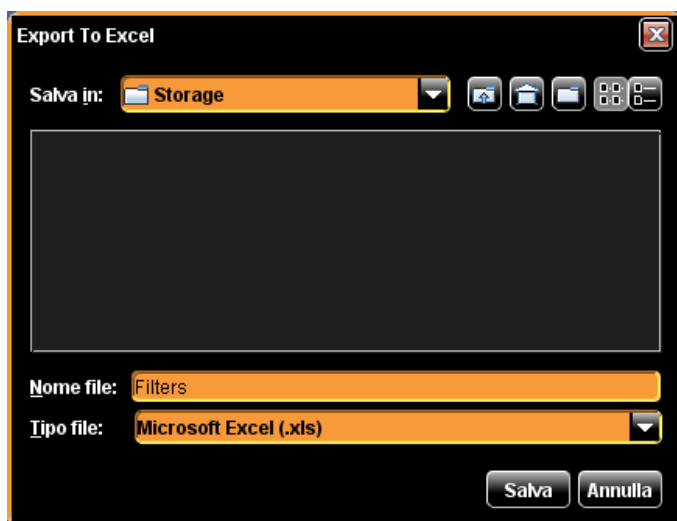 Export To Excel
Salva in: Storage
Nome file: Filters
Tipo file: Microsoft Excel (.xls)
Salva Annulla